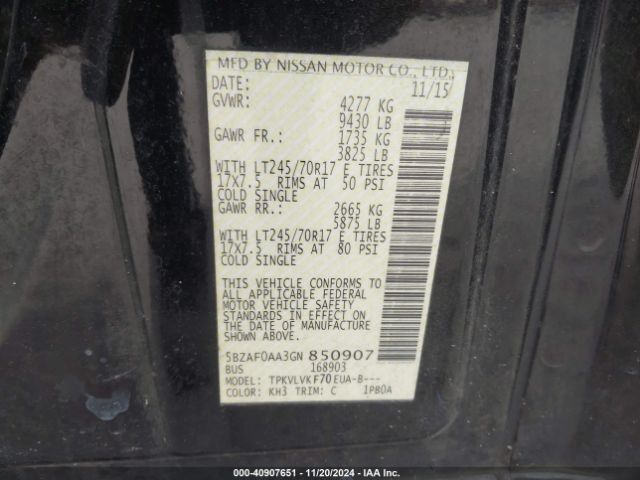 MFD BY NISSAN MOTOR CO., LTD.,
DATE: 11/15
GVWR: 4277 KG
9430 LB
GAWR FR.: 1735 KG
3825 LB
WITH LT245/70R17 E TIRES
17X7.5 RIMS AT 50 PSI
COLD SINGLE
GAWR RR.: 2665 KG
5875 LB
WITH LT245/70R17 E TIRES
17X7.5 RIMS AT 80 PSI
COLD SINGLE
THIS VEHICLE CONFORMS TO
ALL APPLICABLE FEDERAL
MOTOR VEHICLE SAFETY
STANDARDS IN EFFECT ON
THE DATE OF MANUFACTURE
SHOWN ABOVE.
5BZAF0AA3GN 850907
BUS 168903
MODEL: TPKVLVKF70EUA-B---
COLOR: KH3 TRIM: C 1PB0A
000-40907651 - 11/20/2024 - IAA Inc.